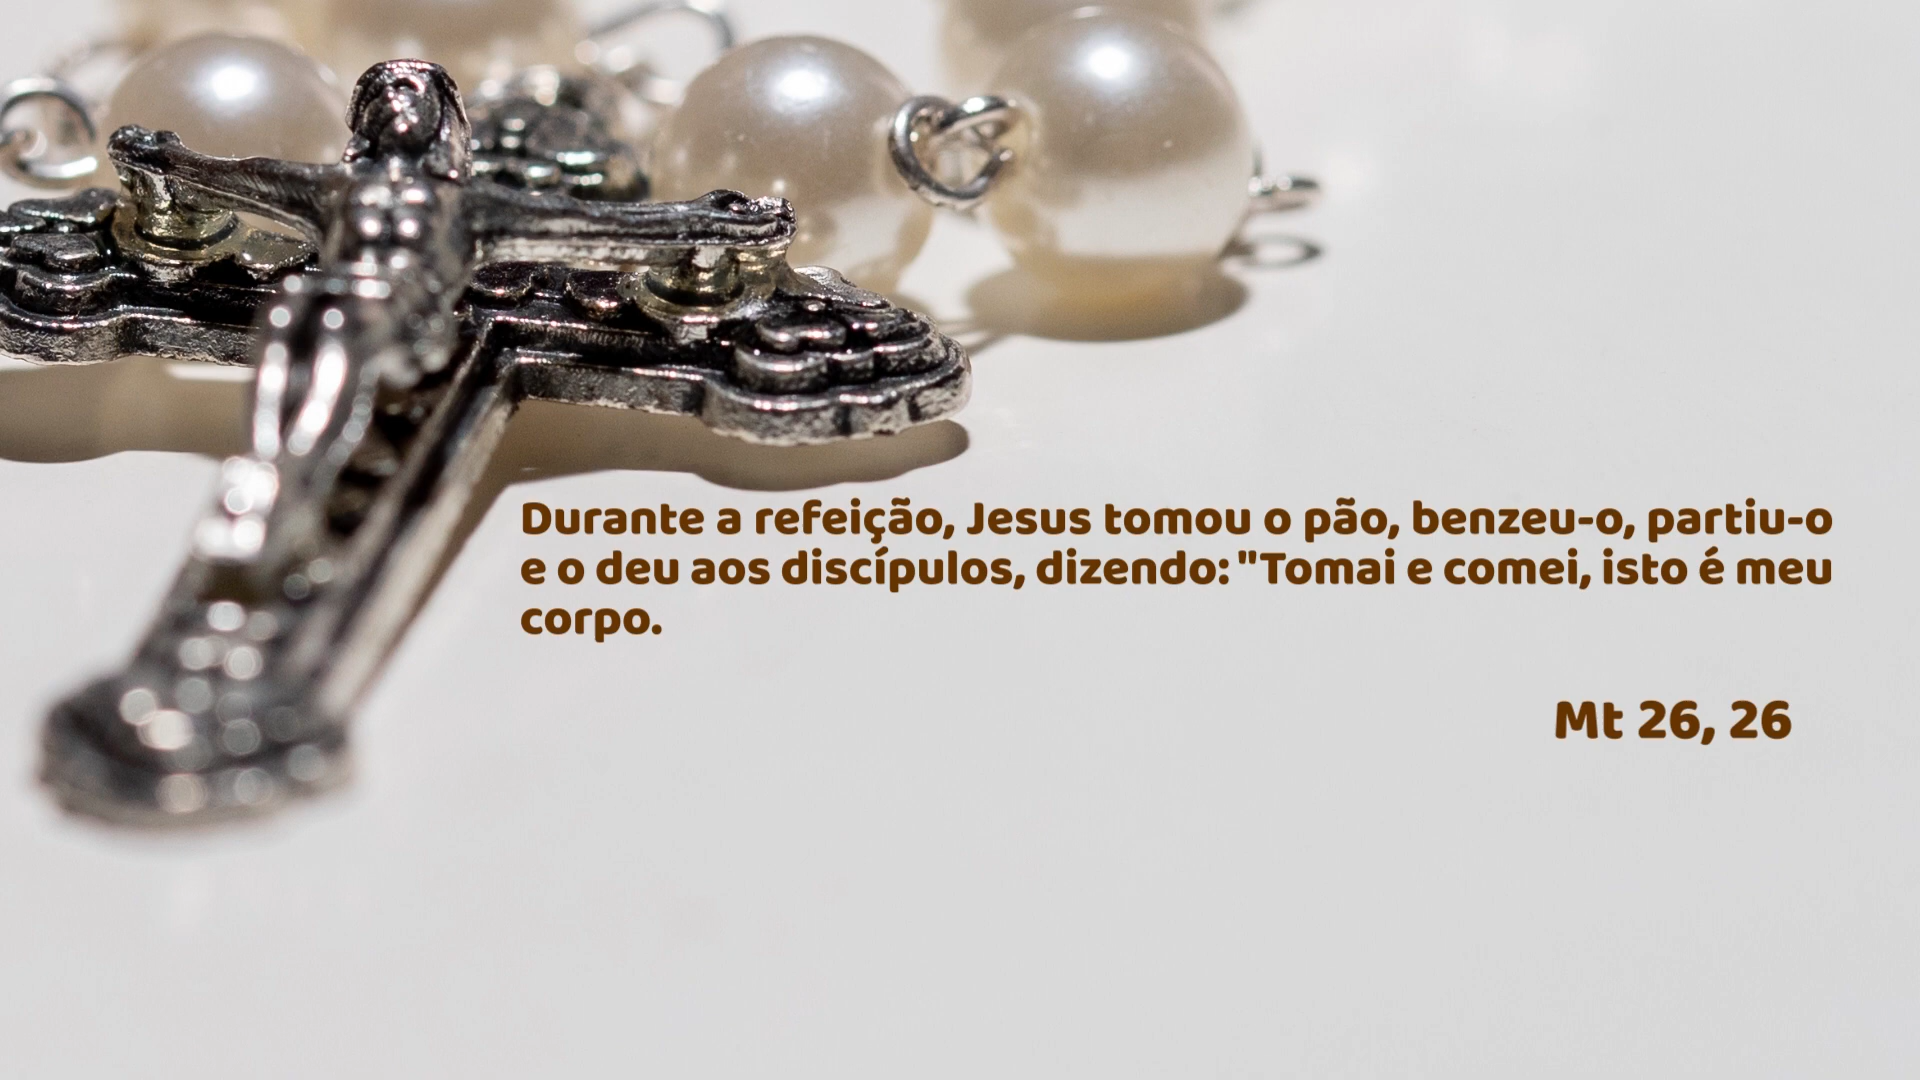 Durante a refeição, Jesus tomou o pão, benzeu-o, partiu-o
e o deu aos discípulos, dizendo: "Tomai e comei, isto é meu
corpo.
Mt 26, 26